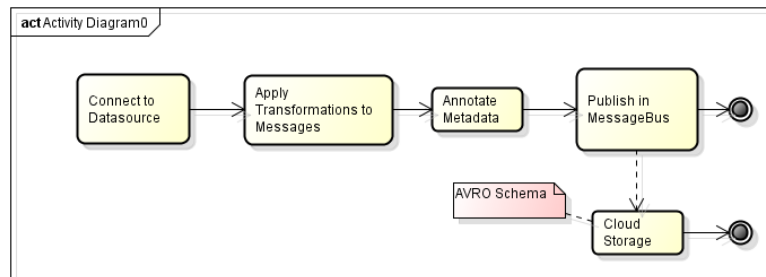 act Activity Diagram0
Connect to
Datasource
Apply
Transformations to
Messages
Annotate
Metadata
Publish in
MessageBus
AVRO Schema
Cloud
Storage